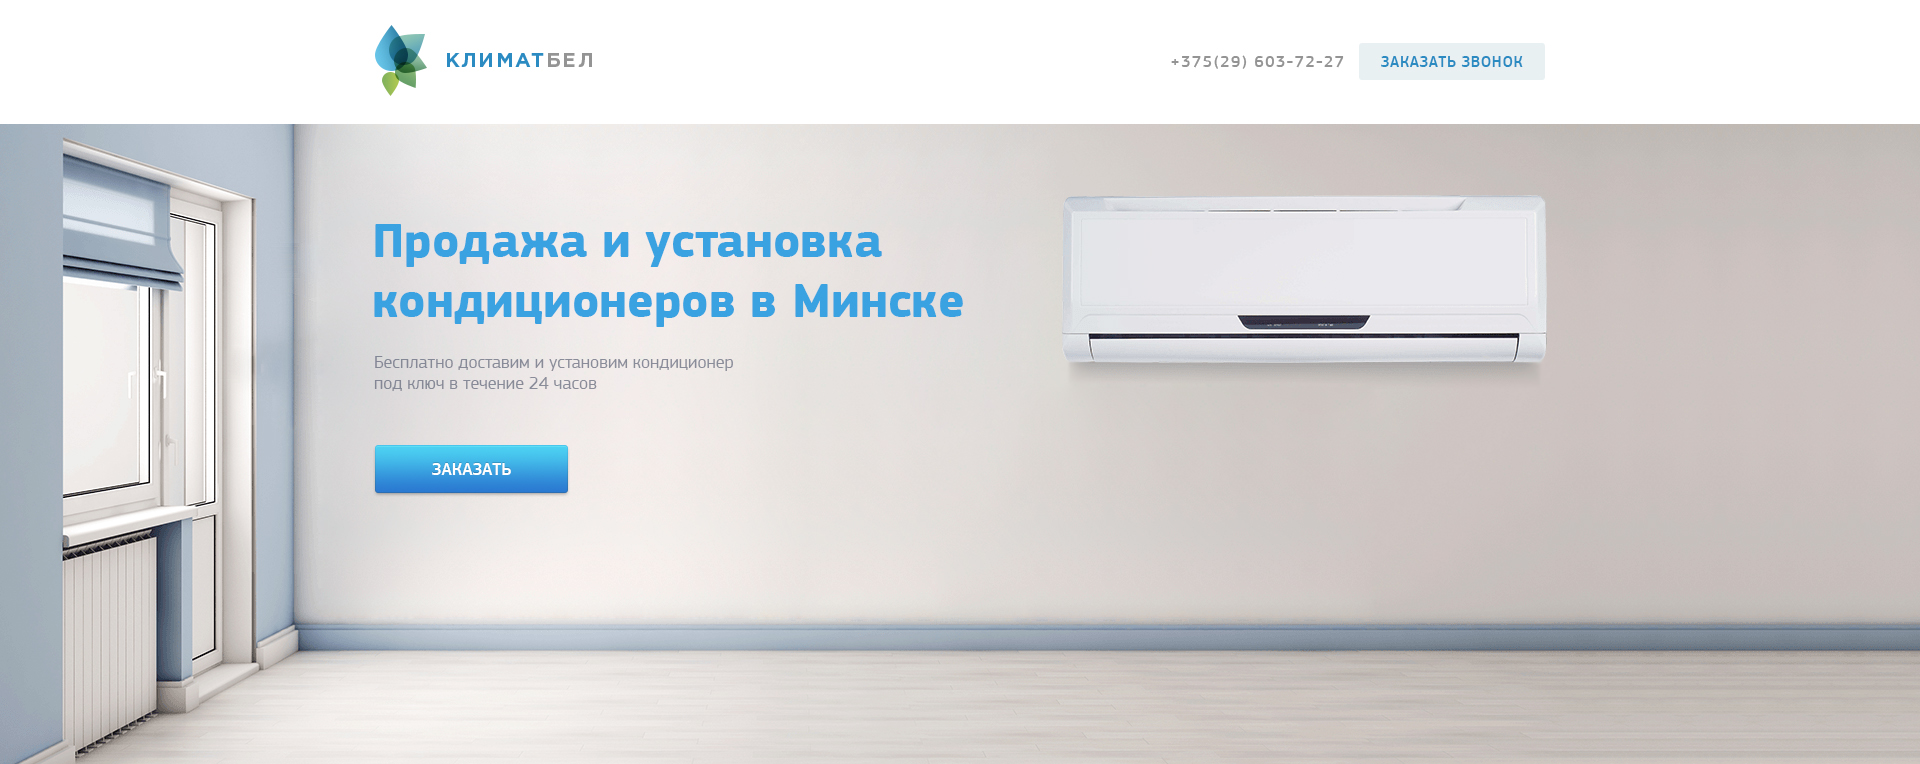 КЛИМАТБЕЛ
+375(29) 603-72-27
ЗАКАЗАТЬ ЗВОНОК
Продажа и установка
кондиционеров в Минске
Бесплатно доставим и установим кондиционер
под ключ в течение 24 часов
ЗАКАЗАТЬ